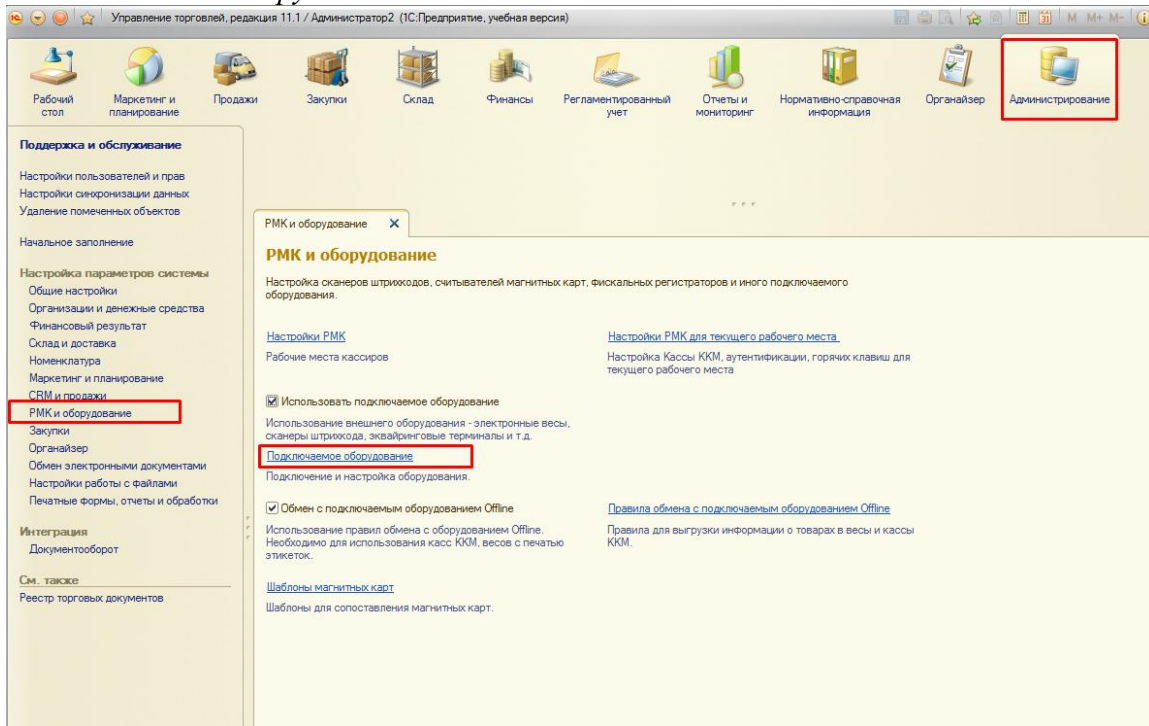 Управление торговлей, редакция 11.1 / Администратор2 (1С:Предприятие, учебная версия)
M M+ M-
Рабочий стол
Маркетинг и планирование
Продажи
Закупки
Склад
Финансы
Регламентированный учет
Отчеты и мониторинг
Нормативно-справочная информация
Органайзер
Администрирование
Поддержка и обслуживание
Настройки пользователей и прав
Настройки синхронизации данных
Удаление помеченных объектов
Начальное заполнение
Настройка параметров системы
Общие настройки
Организации и денежные средства
Финансовый результат
Склад и доставка
Номенклатура
Маркетинг и планирование
CRM и продажи
РМК и оборудование
Закупки
Органайзер
Обмен электронными документами
Настройки работы с файлами
Печатные формы, отчеты и обработки
Интеграция
Документооборот
См. также
Реестр торговых документов
РМК и оборудование
РМК и оборудование
Настройка сканеров штрихкодов, считывателей магнитных карт, фискальных регистраторов и иного подключаемого
оборудования.
Настройки РМК
Рабочие места кассиров
Настройки РМК для текущего рабочего места
Настройка Кассы ККМ, аутентификации, горячих клавиш для
текущего рабочего места
Использовать подключаемое оборудование
Использование внешнего оборудования - электронные весы,
сканеры штрихкода, эквайринговые терминалы и т.д.
Подключаемое оборудование
Подключение и настройка оборудования.
Обмен с подключаемым оборудованием Offline
Использование правил обмена с оборудованием Offline.
Необходимо для использования касс ККМ, весов с печатью
этикеток.
Правила обмена с подключаемым оборудованием Offline
Правила для выгрузки информации о товарах в весы и кассы
ККМ.
Шаблоны магнитных карт
Шаблоны для сопоставления магнитных карт.